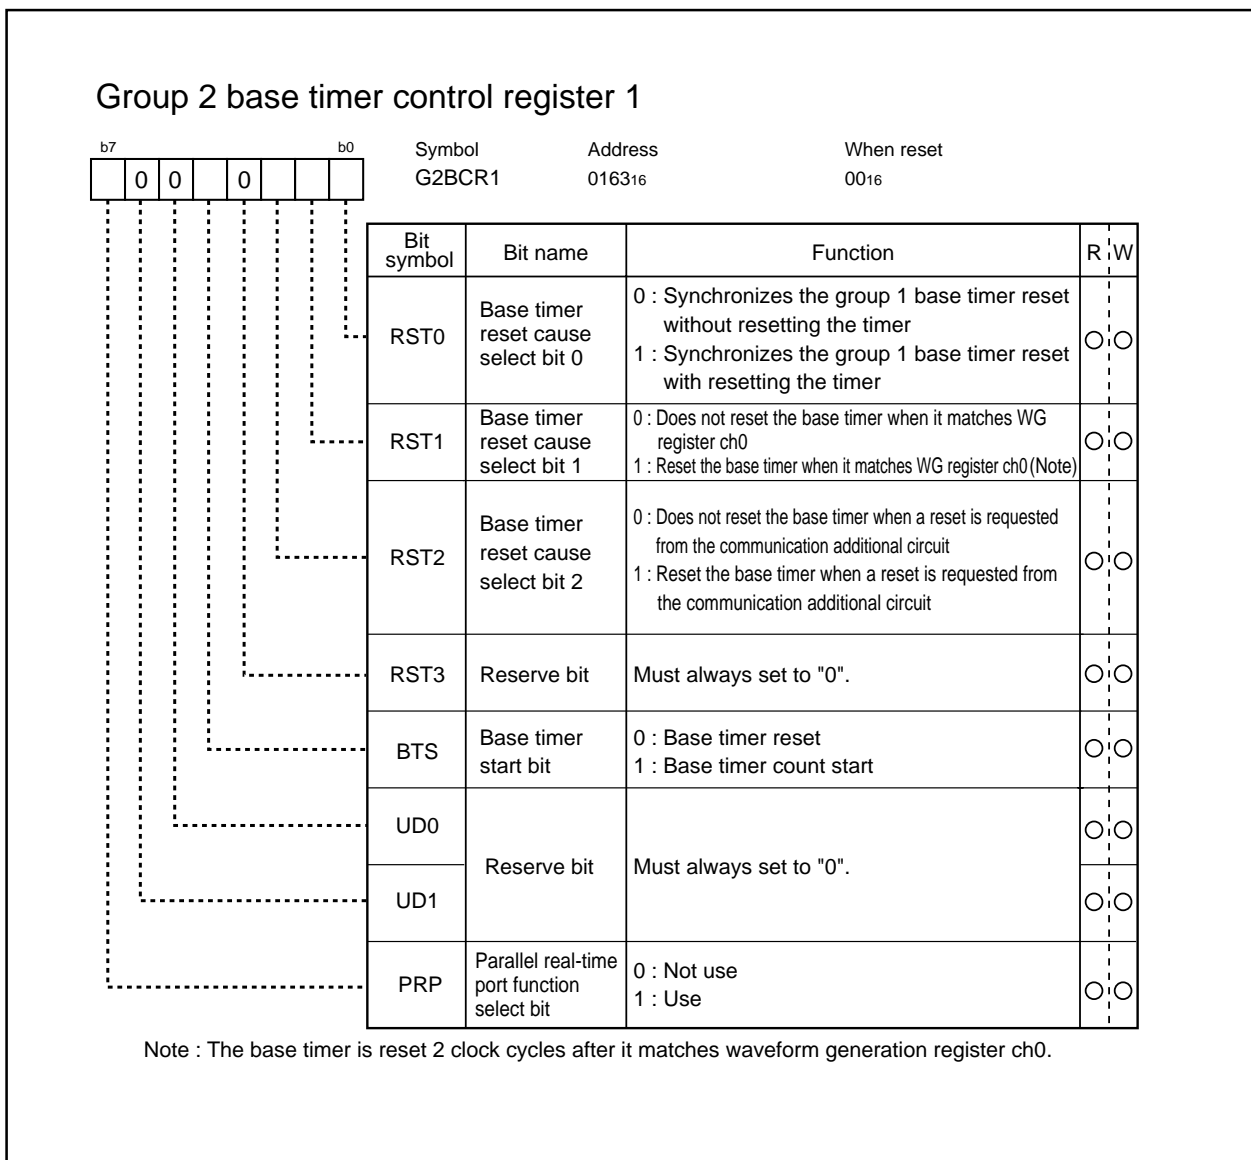 Group 2 base timer control register 1
b7 b0 Symbol Address When reset
0 0 0 G2BCR1 016316 0016
Bit symbol Bit name Function R W
RST0
Base timer
reset cause
select bit 0
0 : Synchronizes the group 1 base timer reset
without resetting the timer
1 : Synchronizes the group 1 base timer reset
with resetting the timer
RST1
Base timer
reset cause
select bit 1
0 : Does not reset the base timer when it matches WG
register ch0
1 : Reset the base timer when it matches WG register ch0(Note)
RST2
Base timer
reset cause
select bit 2
0 : Does not reset the base timer when a reset is requested
from the communication additional circuit
1 : Reset the base timer when a reset is requested from
the communication additional circuit
RST3 Reserve bit Must always set to "0".
BTS
Base timer
start bit
0 : Base timer reset
1 : Base timer count start
UD0
Reserve bit Must always set to "0".
UD1
PRP
Parallel real-time
port function
select bit
0 : Not use
1 : Use
Note : The base timer is reset 2 clock cycles after it matches waveform generation register ch0.